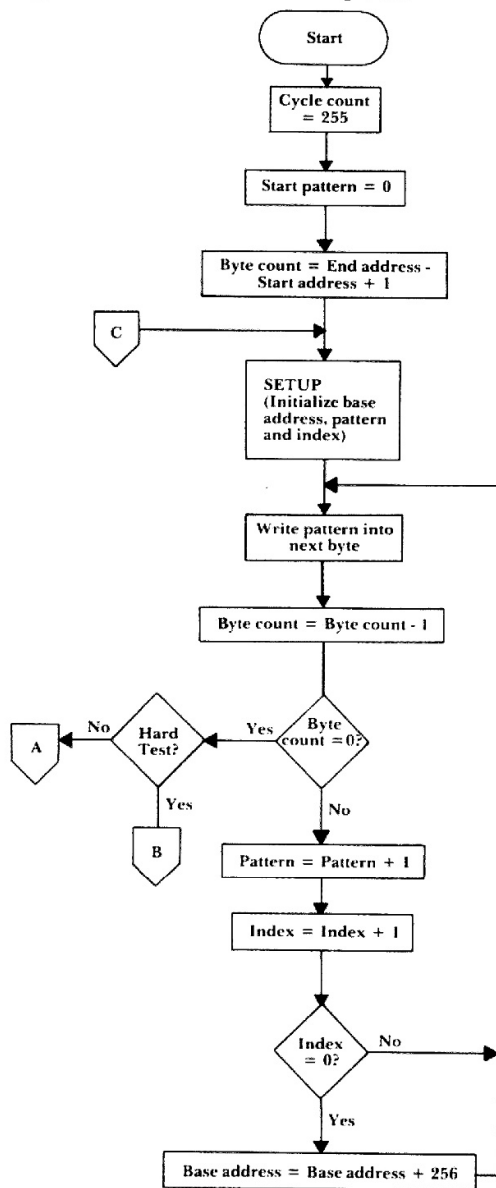 Start
Cycle count
= 255
Start pattern = 0
Byte count = End address -
Start address + 1
C
SETUP
(Initialize base
address, pattern
and index)
Write pattern into
next byte
Byte count = Byte count - 1
Byte
count = 0?
Yes
Hard
Test?
No
A
Yes
B
No
Pattern = Pattern + 1
Index = Index + 1
Index
= 0?
No
Yes
Base address = Base address + 256